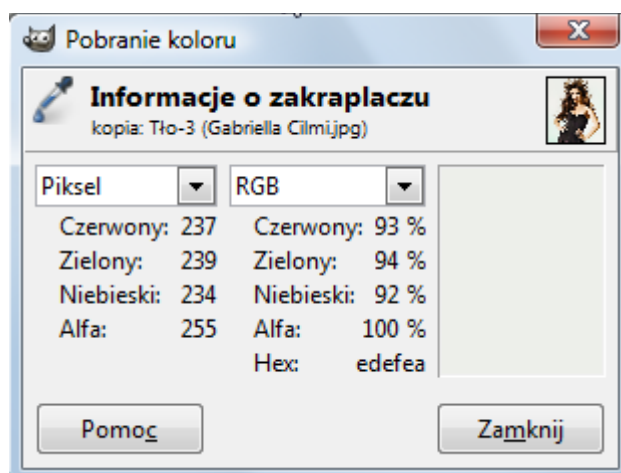 Pobranie koloru
Informacje o zakraplaczu
kopia: Tło-3 (Gabriella Cilmi.jpg)
Piksel RGB
Czerwony: 237 Czerwony: 93 %
Zielony: 239 Zielony: 94 %
Niebieski: 234 Niebieski: 92 %
Alfa: 255 Alfa: 100 %
Hex: edefea
Pomoc Zamknij